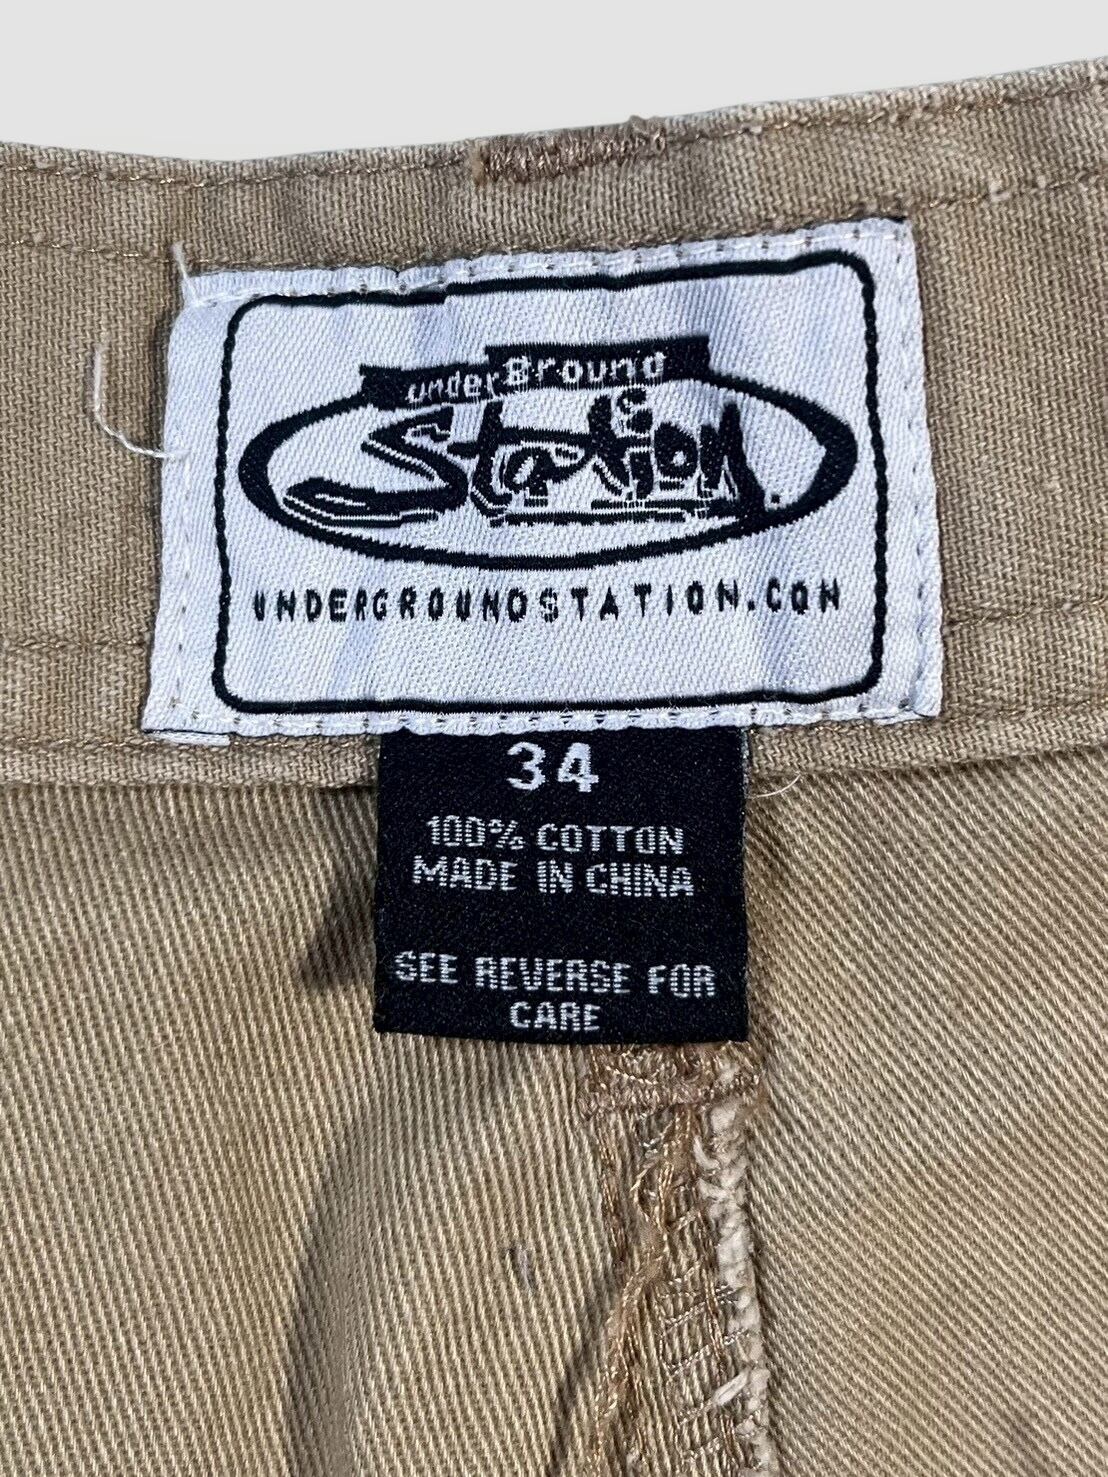 underground
Station.
UNDERGROUNDSTATION.CON
34
100% COTTON
MADE IN CHINA
SEE REVERSE FOR
CARE